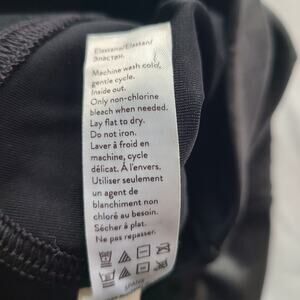 Elastane/Elastan/
Эластан.
Machine wash cold,
gentle cycle.
Inside out.
Only non-chlorine
bleach when needed.
Lay flat to dry.
Do not iron.
Laver à froid en
machine, cycle
délicat. À l'envers.
Utiliser seulement
un agent de
blanchiment non
chloré au besoin.
Sécher à plat.
Ne pas repasser.